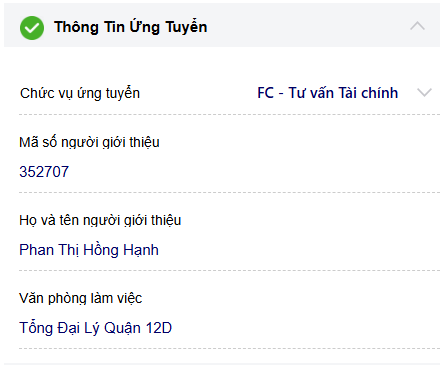 Thông Tin Ứng Tuyển
Chức vụ ứng tuyển FC - Tư vấn Tài chính
Mã số người giới thiệu
352707
Họ và tên người giới thiệu
Phan Thị Hồng Hạnh
Văn phòng làm việc
Tổng Đại Lý Quận 12D